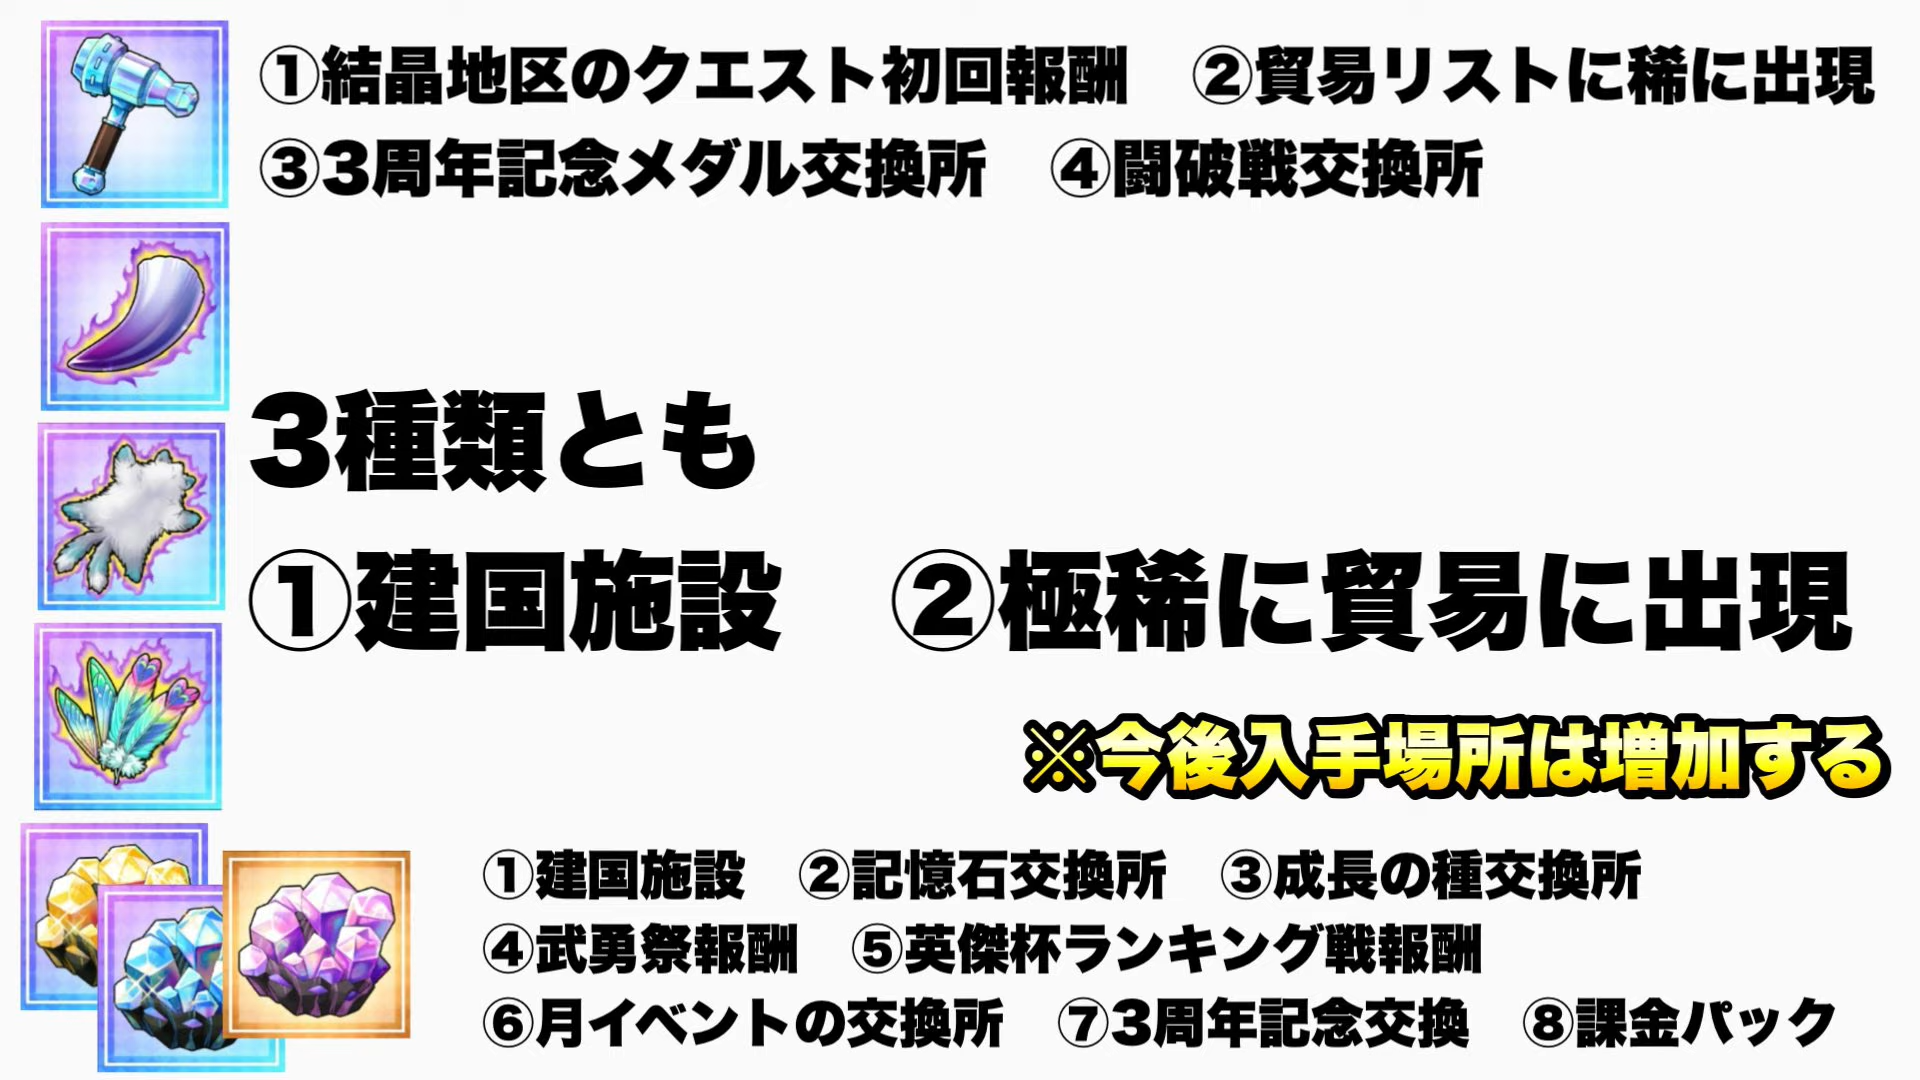 ①結晶地区のクエスト初回報酬　②貿易リストに稀に出現
③3周年記念メダル交換所　④闘破戦交換所
3種類とも
①建国施設　②極稀に貿易に出現
※今後入手場所は増加する
①建国施設　②記憶石交換所　③成長の種交換所
④武勇祭報酬　⑤英傑杯ランキング戦報酬
⑥月イベントの交換所　⑦3周年記念交換　⑧課金パック